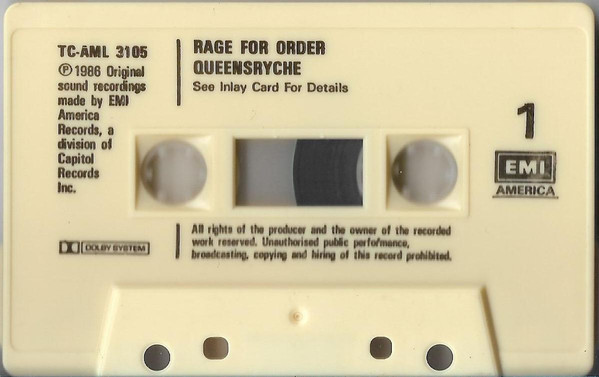 TC-AML 3105
℗ 1986 Original
sound recordings
made by EMI
America
Records, a
division of
Capitol
Records
Inc.
RAGE FOR ORDER
QUEENSRYCHE
See Inlay Card For Details
1
EMI
AMERICA
DOLBY SYSTEM
All rights of the producer and the owner of the recorded
work reserved. Unauthorised public performance,
broadcasting, copying and hiring of this record prohibited.